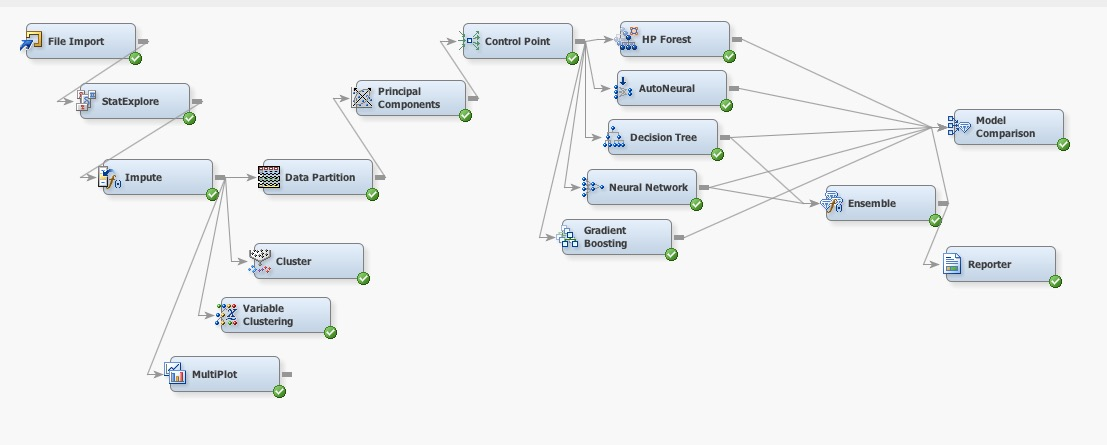 File Import
StatExplore
Impute
Data Partition
Cluster
Variable
Clustering
MultiPlot
Principal
Components
Control Point
HP Forest
AutoNeural
Decision Tree
Neural Network
Gradient
Boosting
Ensemble
Model
Comparison
Reporter